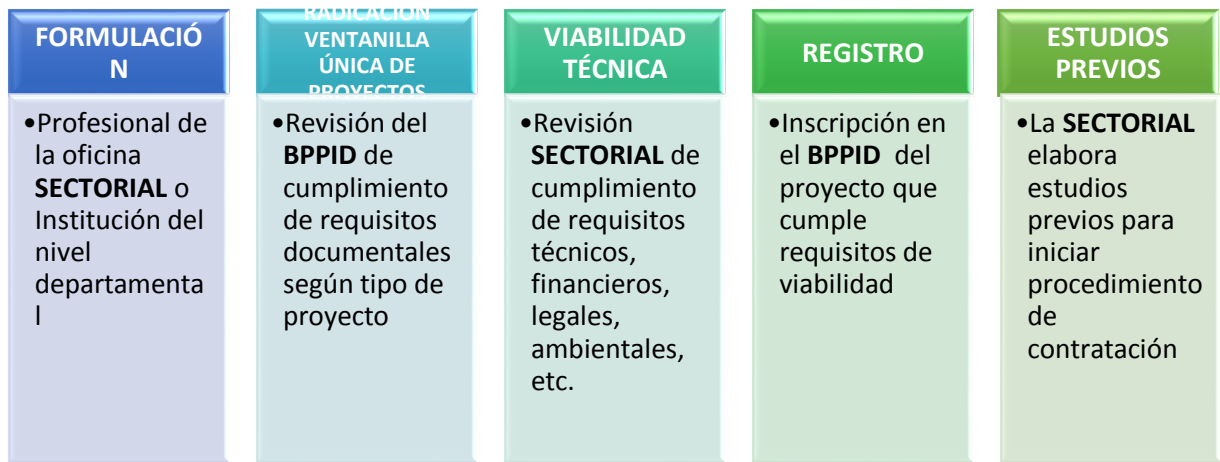 FORMULACIÓ
N
•Profesional de
la oficina
SECTORIAL o
Institución del
nivel
departamenta
l
RADICACIÓN
VENTANILLA
ÚNICA DE
PROYECTOS
•Revisión del
BPPID de
cumplimiento
de requisitos
documentales
según tipo de
proyecto
VIABILIDAD
TÉCNICA
•Revisión
SECTORIAL de
cumplimiento
de requisitos
técnicos,
financieros,
legales,
ambientales,
etc.
REGISTRO
•Inscripción en
el BPPID del
proyecto que
cumple
requisitos de
viabilidad
ESTUDIOS
PREVIOS
•La SECTORIAL
elabora
estudios
previos para
iniciar
procedimiento
de
contratación